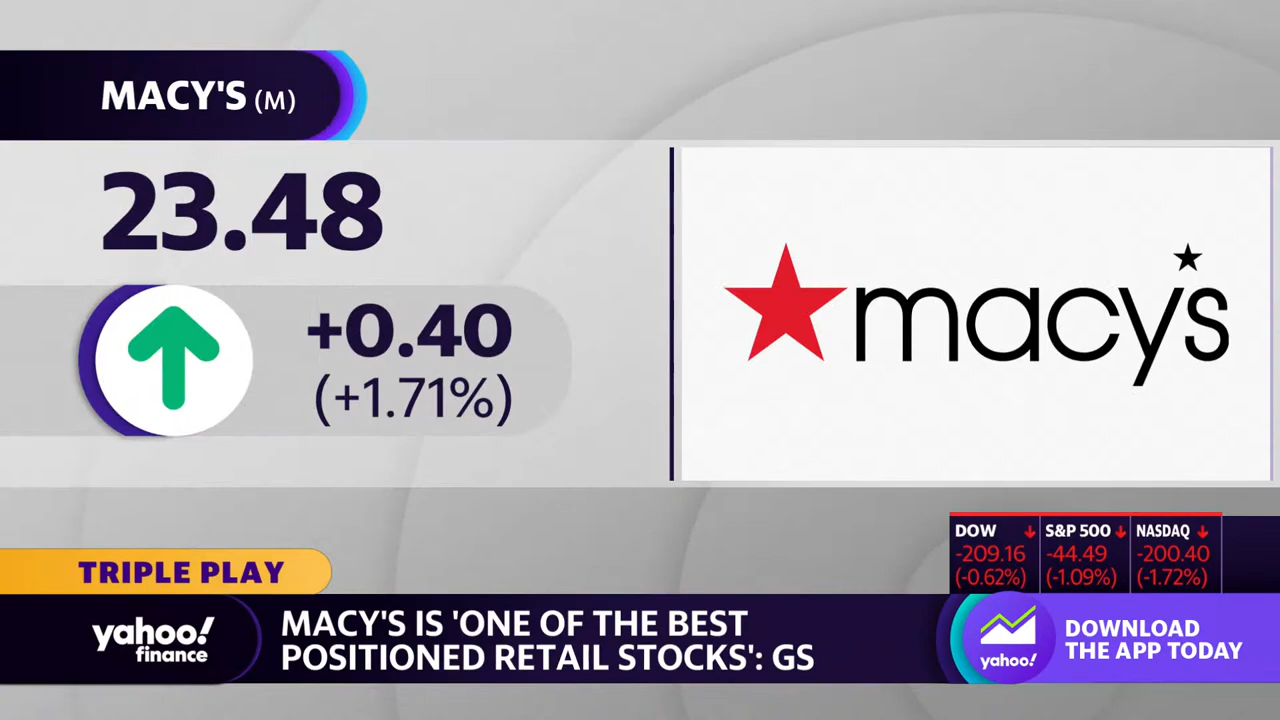 MACY'S (M)
23.48
+0.40
(+1.71%)
macy's
DOW
-209.16
(-0.62%)
S&P 500
-44.49
(-1.09%)
NASDAQ
-200.40
(-1.72%)
TRIPLE PLAY
yahoo!
finance
MACY'S IS 'ONE OF THE BEST
POSITIONED RETAIL STOCKS': GS
yahoo!
DOWNLOAD
THE APP TODAY